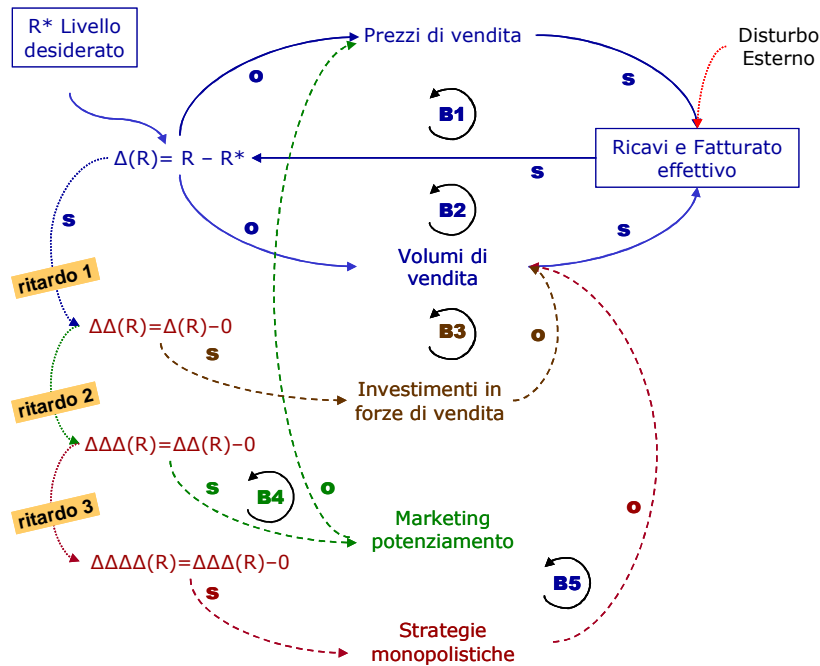 R* Livello
desiderato
Prezzi di vendita
Disturbo
Esterno
o
s
B1
Δ(R)= R – R*
Ricavi e Fatturato
effettivo
s
s
B2
o
s
Volumi di
vendita
ritardo 1
ΔΔ(R)=Δ(R)–0
B3
s
o
Investimenti in
forze di vendita
ritardo 2
ΔΔΔ(R)=ΔΔ(R)–0
s
B4
o
ritardo 3
Marketing
potenziamento
o
ΔΔΔΔ(R)=ΔΔΔ(R)–0
s
B5
Strategie
monopolistiche